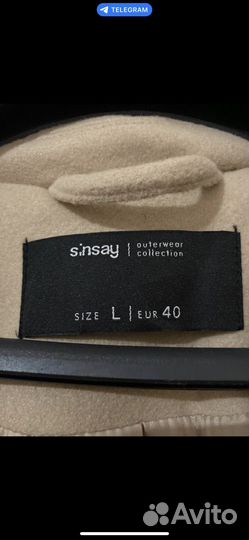 TELEGRAM
sinsay | outerwear
collection
SIZE L | EUR 40
Avito